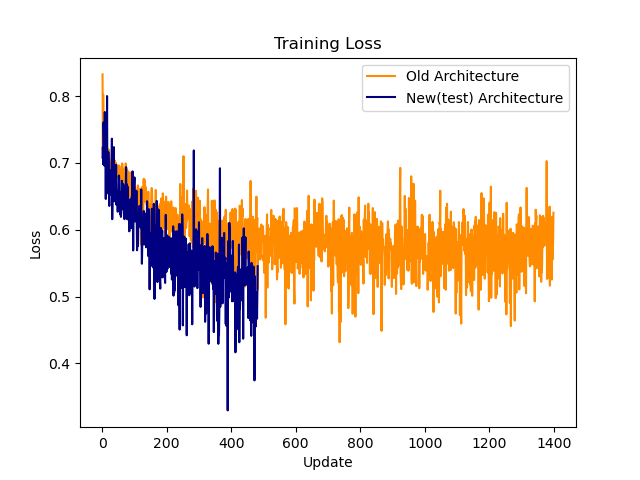 Training Loss
Old Architecture
New(test) Architecture
Loss
0.8
0.7
0.6
0.5
0.4
0 200 400 600 800 1000 1200 1400
Update